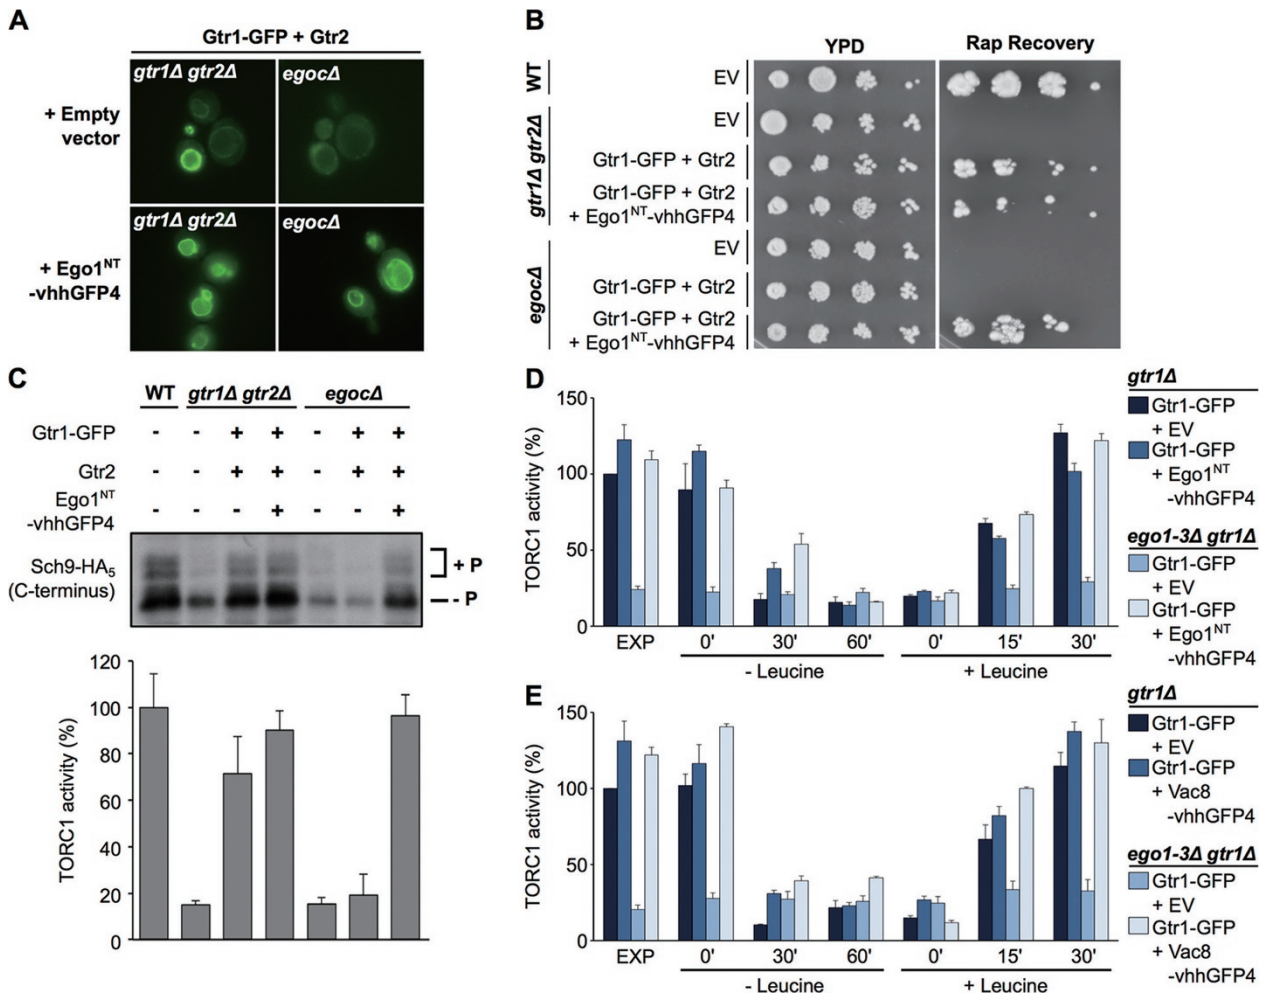 A
Gtr1-GFP + Gtr2
+ Empty
vector
gtr1Δ gtr2Δ
egocΔ
+ Ego1NT
-vhhGFP4
gtr1Δ gtr2Δ
egocΔ
B
YPD
Rap Recovery
WT
EV
gtr1Δ gtr2Δ
EV
Gtr1-GFP + Gtr2
Gtr1-GFP + Gtr2
+ Ego1NT-vhhGFP4
egocΔ
EV
Gtr1-GFP + Gtr2
Gtr1-GFP + Gtr2
+ Ego1NT-vhhGFP4
C
WT gtr1Δ gtr2Δ egocΔ
Gtr1-GFP - - + + - + +
Gtr2 - - + + - + +
Ego1NT
-vhhGFP4 - - - + - - +
Sch9-HA5
(C-terminus)
+ P
- P
TORC1 activity (%)
120
100
80
60
40
20
0
D
TORC1 activity (%)
150
100
50
0
EXP 0' 30' 60' 0' 15' 30'
- Leucine + Leucine
gtr1Δ
Gtr1-GFP
+ EV
Gtr1-GFP
+ Ego1NT
-vhhGFP4
ego1-3Δ gtr1Δ
Gtr1-GFP
+ EV
Gtr1-GFP
+ Ego1NT
-vhhGFP4
E
TORC1 activity (%)
150
100
50
0
EXP 0' 30' 60' 0' 15' 30'
- Leucine + Leucine
gtr1Δ
Gtr1-GFP
+ EV
Gtr1-GFP
+ Vac8
-vhhGFP4
ego1-3Δ gtr1Δ
Gtr1-GFP
+ EV
Gtr1-GFP
+ Vac8
-vhhGFP4